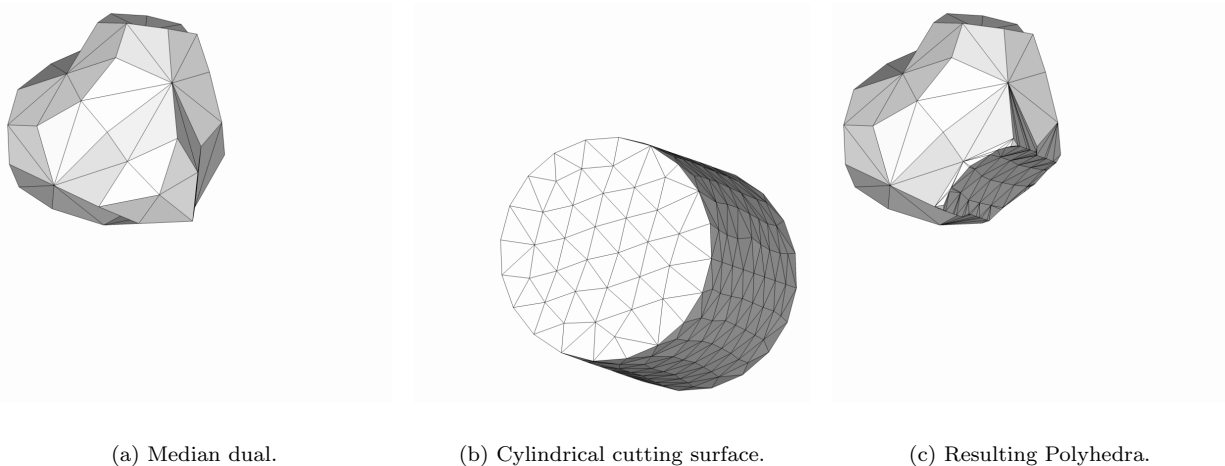 (a) Median dual.
(b) Cylindrical cutting surface.
(c) Resulting Polyhedra.